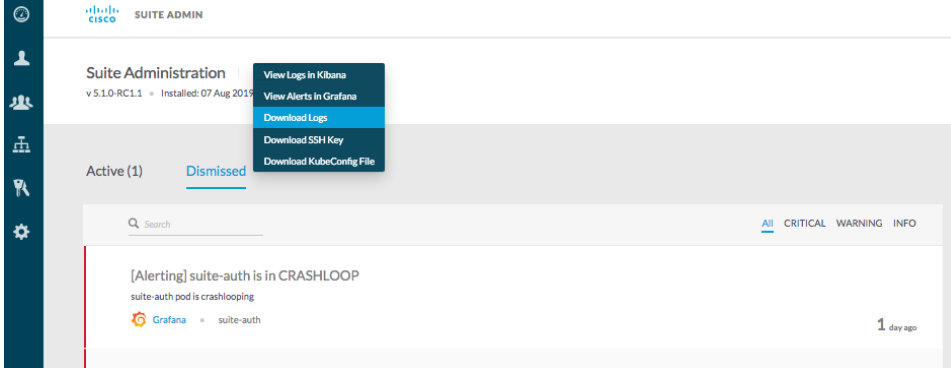 CISCO SUITE ADMIN
Suite Administration
v 5.1.0-RC1.1 • Installed: 07 Aug 2019
View Logs in Kibana
View Alerts in Grafana
Download Logs
Download SSH Key
Download KubeConfig File
Active (1) Dismissed
Search All CRITICAL WARNING INFO
[Alerting] suite-auth is in CRASHLOOP
suite-auth pod is crashlooping
Grafana • suite-auth
1 day ago